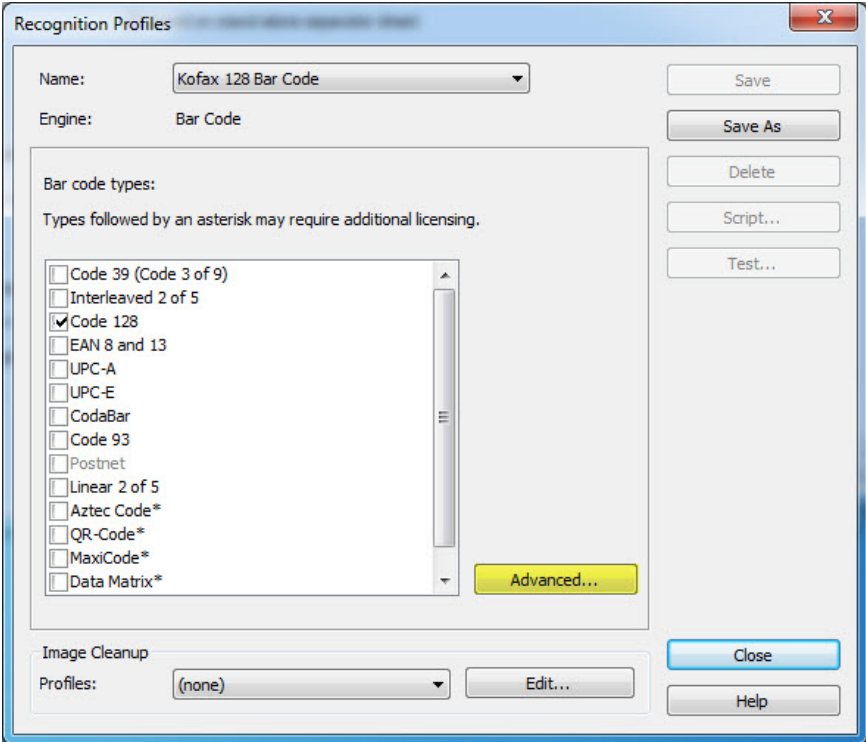 Recognition Profiles
Name: Kofax 128 Bar Code
Save
Engine: Bar Code
Save As
Delete
Script...
Test...
Bar code types:
Types followed by an asterisk may require additional licensing.
Code 39 (Code 3 of 9)
Interleaved 2 of 5
Code 128
EAN 8 and 13
UPC-A
UPC-E
CodaBar
Code 93
Postnet
Linear 2 of 5
Aztec Code*
QR-Code*
MaxiCode*
Data Matrix*
Advanced...
Image Cleanup
Profiles: (none) Edit...
Close
Help